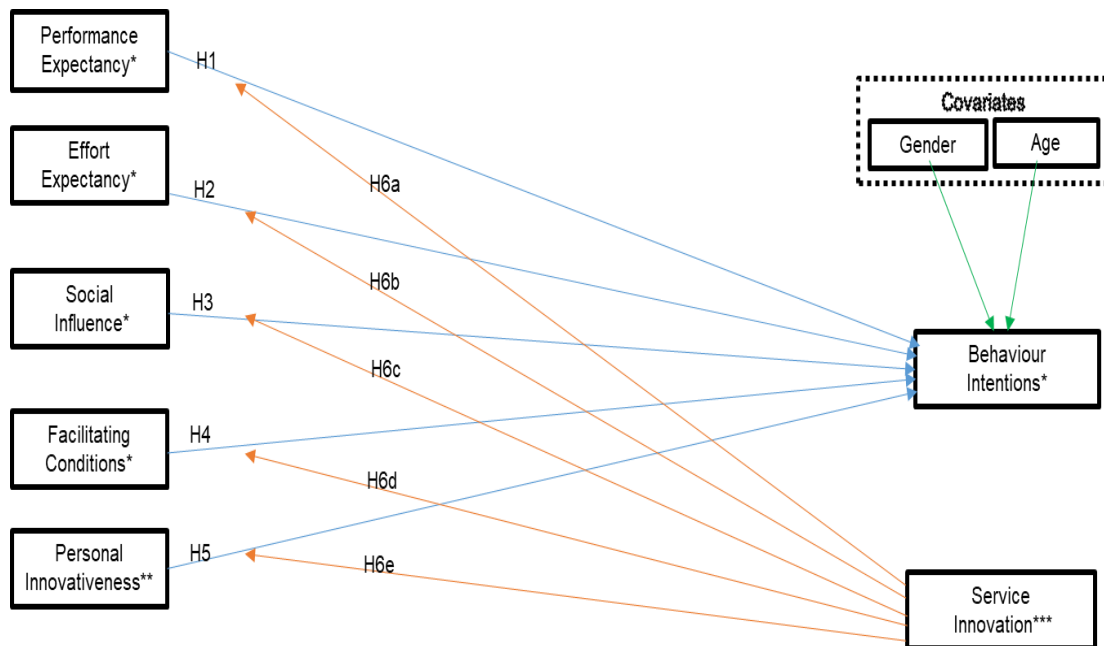 Performance
Expectancy*
H1
Covariates
Gender
Age
Effort
Expectancy*
H2
H6a
Social
Influence*
H3
H6b
H6c
Behaviour
Intentions*
Facilitating
Conditions*
H4
H6d
Personal
Innovativeness**
H5
H6e
Service
Innovation***